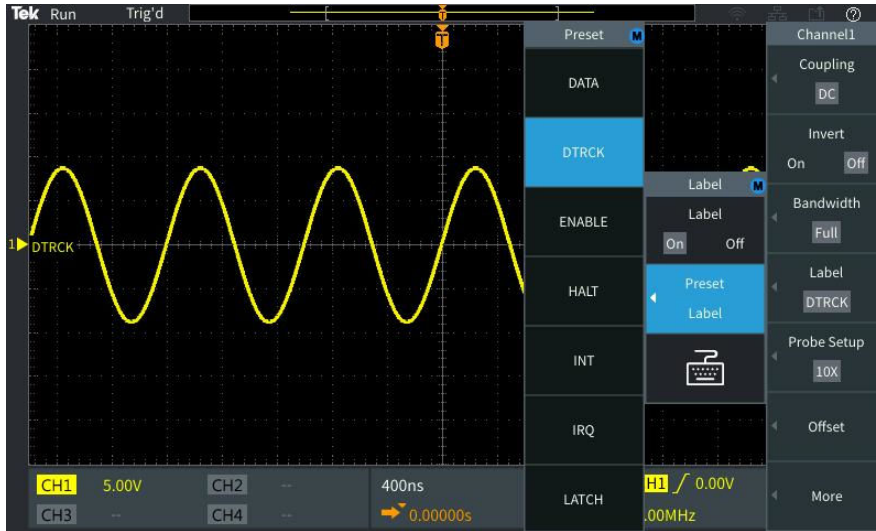 Tek Run Trig'd
T
T
Preset M
DATA
DTRCK
ENABLE
HALT
INT
IRQ
LATCH
Label M
Label
On Off
Preset
Label
Channel1
Coupling
DC
Invert
On Off
Bandwidth
Full
Label
DTRCK
Probe Setup
10X
Offset
More
1 DTRCK
CH1 5.00V CH2 --
CH3 -- CH4 --
400ns
0.00000s
H1 0.00V
.00MHz